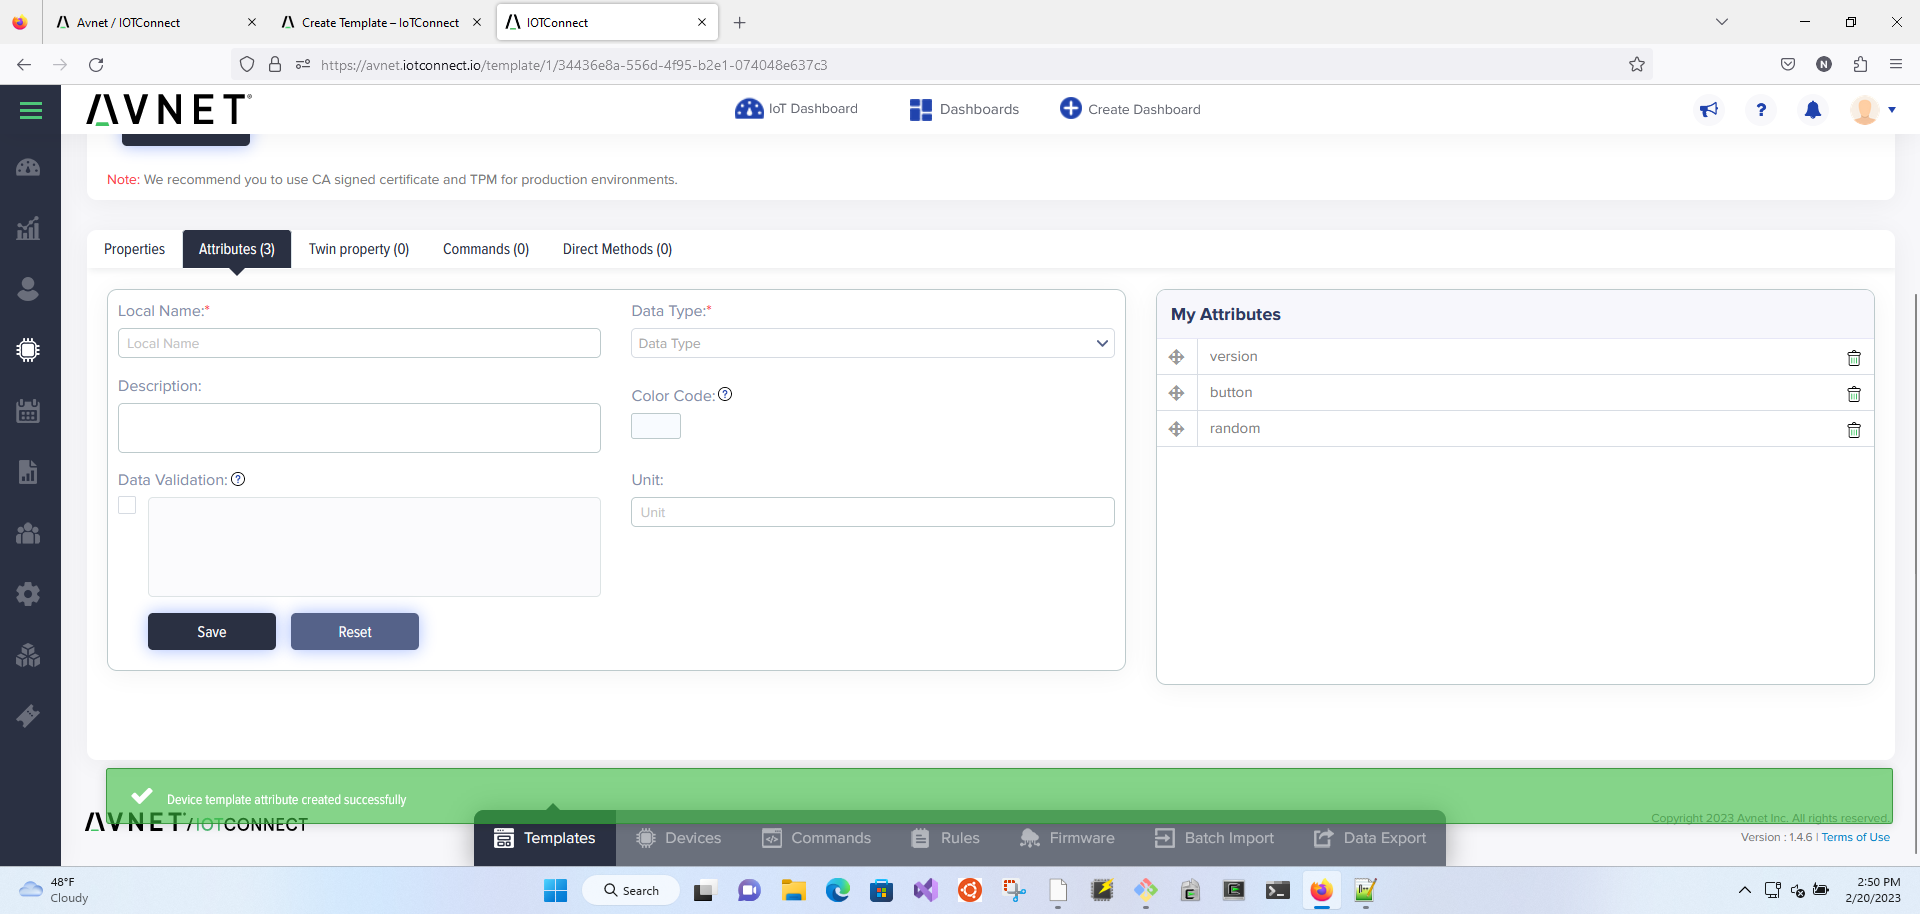 Avnet / IOTConnect
Create Template – IoTConnect
IOTConnect
https://avnet.iotconnect.io/template/1/34436e8a-556d-4f95-b2e1-074048e637c3
N
AVNET®
IoT Dashboard
Dashboards
Create Dashboard
?
Note: We recommend you to use CA signed certificate and TPM for production environments.
Properties
Attributes (3)
Twin property (0)
Commands (0)
Direct Methods (0)
Local Name:*
Data Type:*
Local Name
Data Type
Description:
Color Code: ?
Data Validation: ?
Unit:
Unit
Save
Reset
My Attributes
version
button
random
Device template attribute created successfully
AVNET / IOTCONNECT
Templates
Devices
Commands
Rules
Firmware
Batch Import
Data Export
Copyright 2023 Avnet Inc. All rights reserved.
Version : 1.4.6 | Terms of Use
48°F
Cloudy
Search
2:50 PM
2/20/2023